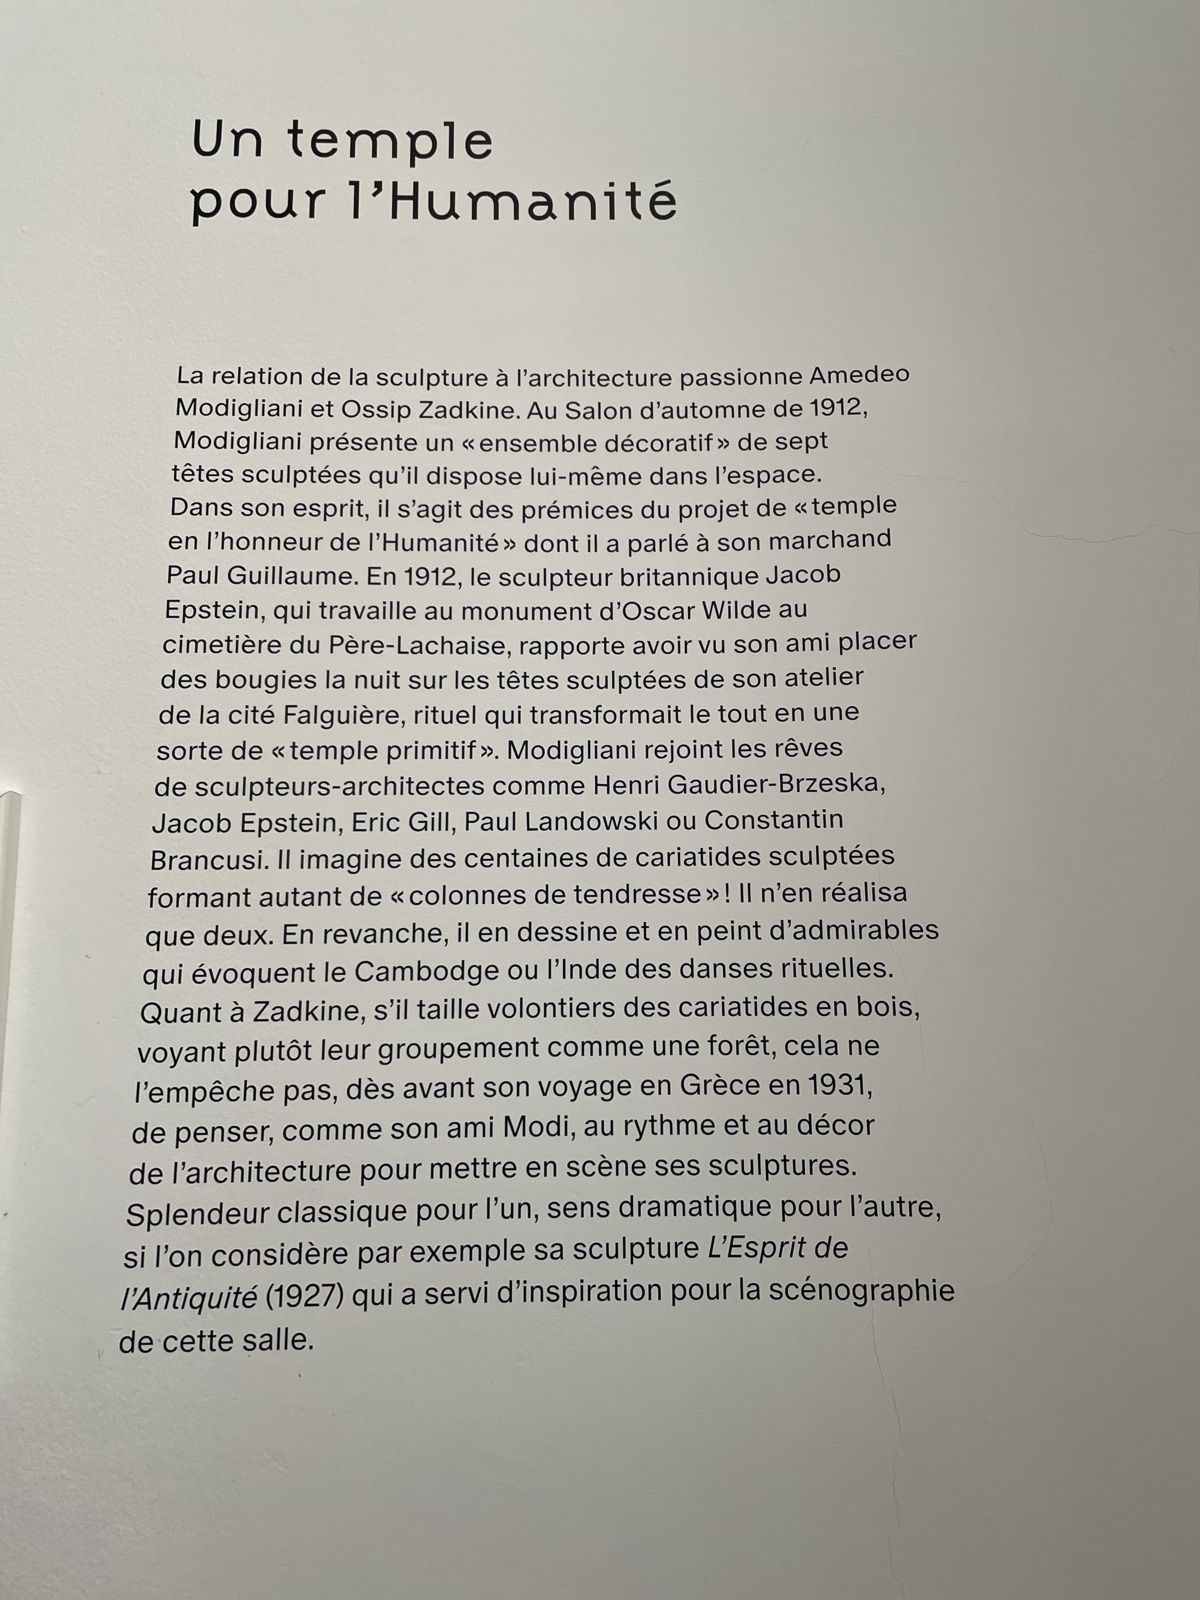 Un temple
pour l’Humanité
La relation de la sculpture à l’architecture passionne Amedeo
Modigliani et Ossip Zadkine. Au Salon d’automne de 1912,
Modigliani présente un « ensemble décoratif » de sept
têtes sculptées qu’il dispose lui-même dans l’espace.
Dans son esprit, il s’agit des prémices du projet de « temple
en l’honneur de l’Humanité » dont il a parlé à son marchand
Paul Guillaume. En 1912, le sculpteur britannique Jacob
Epstein, qui travaille au monument d’Oscar Wilde au
cimetière du Père-Lachaise, rapporte avoir vu son ami placer
des bougies la nuit sur les têtes sculptées de son atelier
de la cité Falguière, rituel qui transformait le tout en une
sorte de « temple primitif ». Modigliani rejoint les rêves
de sculpteurs-architectes comme Henri Gaudier-Brzeska,
Jacob Epstein, Eric Gill, Paul Landowski ou Constantin
Brancusi. Il imagine des centaines de cariatides sculptées
formant autant de « colonnes de tendresse » ! Il n’en réalisa
que deux. En revanche, il en dessine et en peint d’admirables
qui évoquent le Cambodge ou l’Inde des danses rituelles.
Quant à Zadkine, s’il taille volontiers des cariatides en bois,
voyant plutôt leur groupement comme une forêt, cela ne
l’empêche pas, dès avant son voyage en Grèce en 1931,
de penser, comme son ami Modi, au rythme et au décor
de l’architecture pour mettre en scène ses sculptures.
Splendeur classique pour l’un, sens dramatique pour l’autre,
si l’on considère par exemple sa sculpture L’Esprit de
l’Antiquité (1927) qui a servi d’inspiration pour la scénographie
de cette salle.